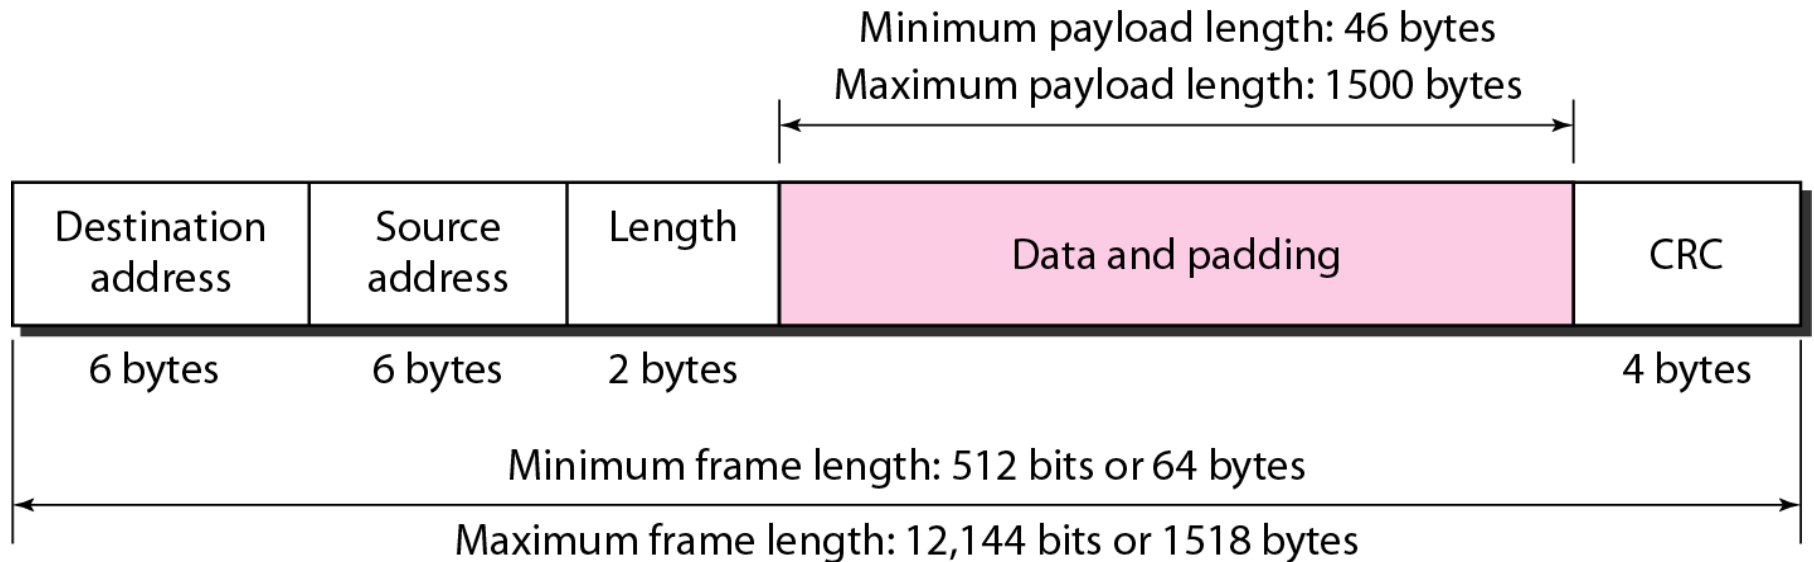 Minimum payload length: 46 bytes
Maximum payload length: 1500 bytes
Destination
address
Source
address
Length
Data and padding
CRC
6 bytes
6 bytes
2 bytes
4 bytes
Minimum frame length: 512 bits or 64 bytes
Maximum frame length: 12,144 bits or 1518 bytes